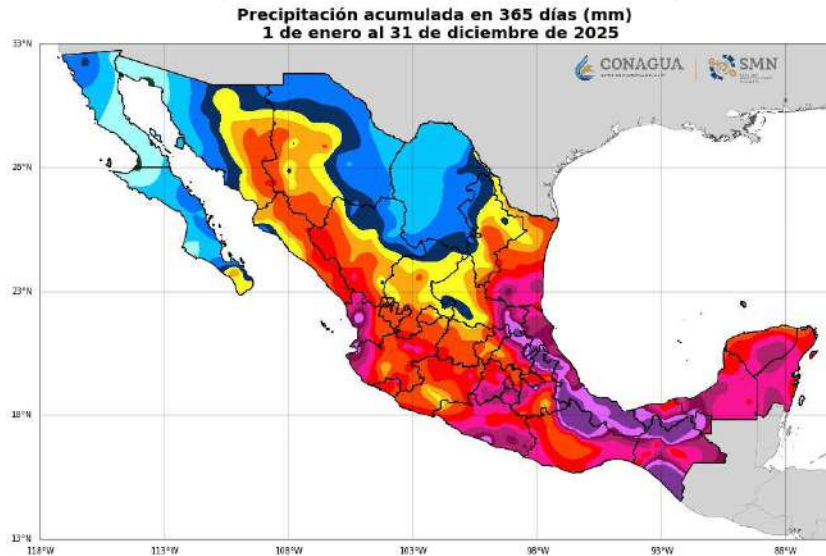 Precipitación acumulada en 365 días (mm)
1 de enero al 31 de diciembre de 2025
CONAGUA
SMN
33°N
28°N
23°N
18°N
13°N
118°W
113°W
108°W
103°W
98°W
93°W
88°W